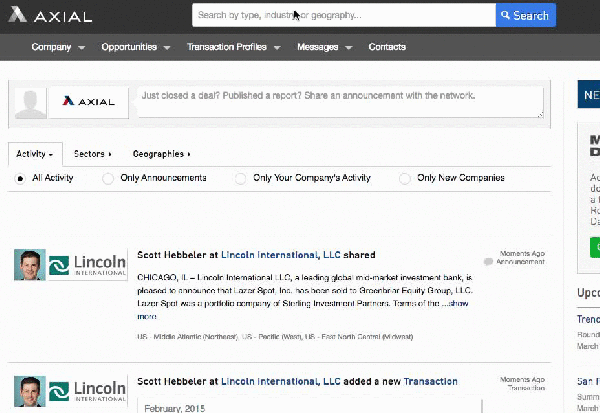 AXIAL
Search by type, industry or geography...
Search
Company
Opportunities
Transaction Profiles
Messages
Contacts
AXIAL
Just closed a deal? Published a report? Share an announcement with the network.
NE
Activity
Sectors
Geographies
All Activity
Only Announcements
Only Your Company's Activity
Only New Companies
Lincoln
INTERNATIONAL
Scott Hebbeler at Lincoln International, LLC shared
Moments Ago
Announcement
CHICAGO, IL – Lincoln International LLC, a leading global mid-market investment bank, is
pleased to announce that Lazer Spot, Inc. has been sold to Greenbriar Equity Group, LLC.
Lazer Spot was a portfolio company of Sterling Investment Partners. Terms of the ...show
more
US - Middle Atlantic (Northeast), US - Pacific (West), US - East North Central (Midwest)
Lincoln
INTERNATIONAL
Scott Hebbeler at Lincoln International, LLC added a new Transaction
Moments Ago
Transaction
February, 2015
M
D
Ac
do
a f
Ro
Da
Upco
Trend
Round
March
San F
Summ
March